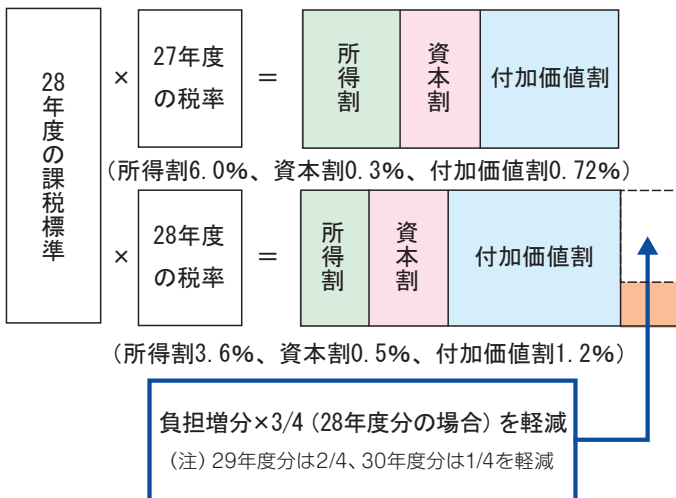 28年度の課税標準
×
27年度
の税率
=
所得割
資本割
付加価値割
(所得割6.0%、資本割0.3%、付加価値割0.72%)
×
28年度
の税率
=
所得割
資本割
付加価値割
(所得割3.6%、資本割0.5%、付加価値割1.2%)
負担増分×3/4(28年度分の場合)を軽減
(注)29年度分は2/4、30年度分は1/4を軽減